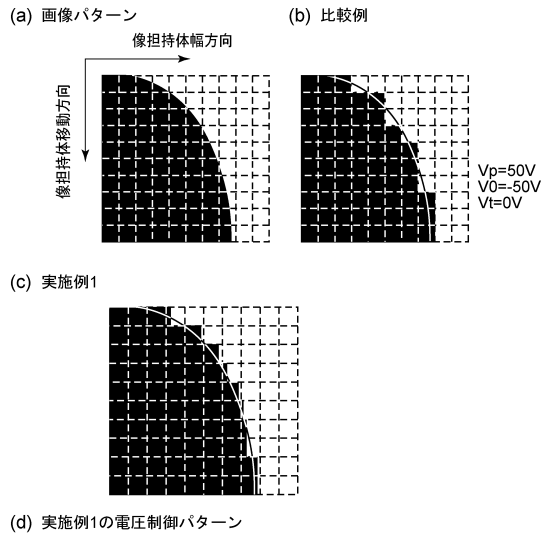 (a) 画像パターン
(b) 比較例
像担持体幅方向
像担持体移動方向
Vp=50V
V0=-50V
Vt=0V
(c) 実施例1
(d) 実施例1の電圧制御パターン